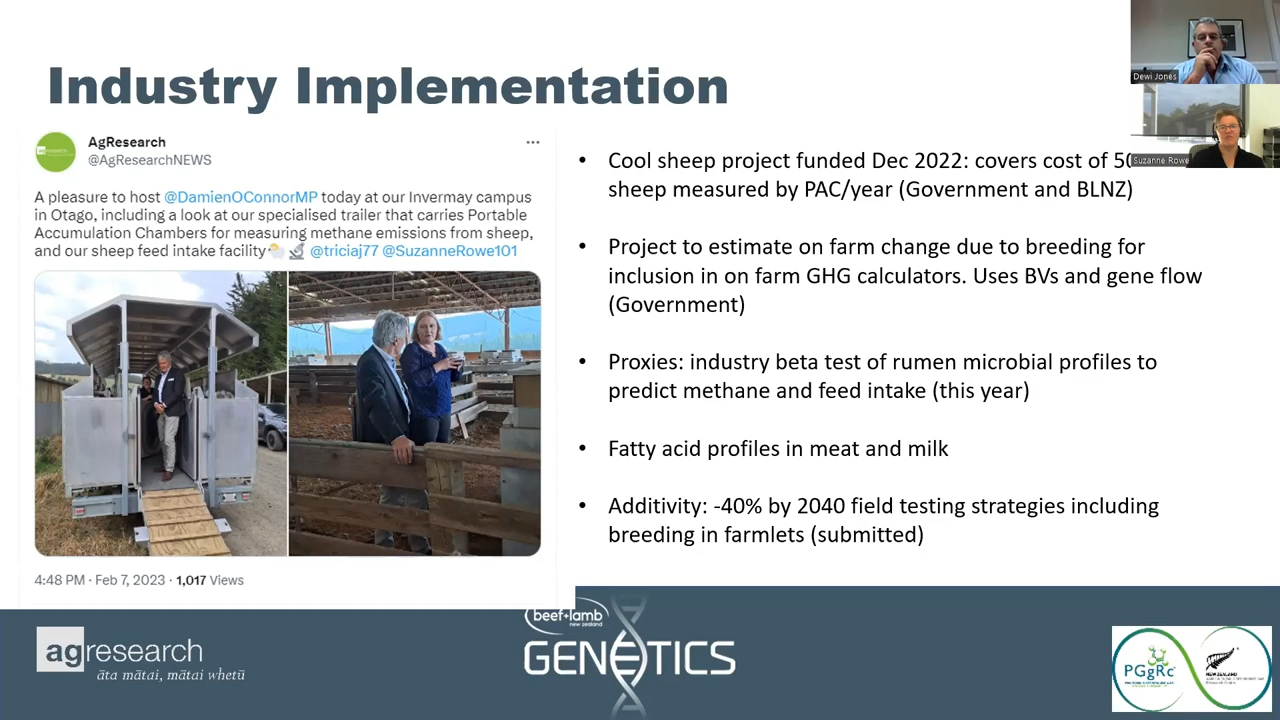 Industry Implementation
AgResearch
@AgResearchNEWS
A pleasure to host @DamienOConnorMP today at our Invermay campus
in Otago, including a look at our specialised trailer that carries Portable
Accumulation Chambers for measuring methane emissions from sheep,
and our sheep feed intake facility @triciaj77 @SuzanneRowe101
4:48 PM · Feb 7, 2023 · 1,017 Views
• Cool sheep project funded Dec 2022: covers cost of
sheep measured by PAC/year (Government and BLNZ)
• Project to estimate on farm change due to breeding for
inclusion in on farm GHG calculators. Uses BVs and gene flow
(Government)
• Proxies: industry beta test of rumen microbial profiles to
predict methane and feed intake (this year)
• Fatty acid profiles in meat and milk
• Additivity: -40% by 2040 field testing strategies including
breeding in farmlets (submitted)
Dewi Jones
Suzanne Rowe
agresearch
āta mātai, mātai whetū
beef+lamb
new zealand
GENETICS
PGgRc
NEW ZEALAND